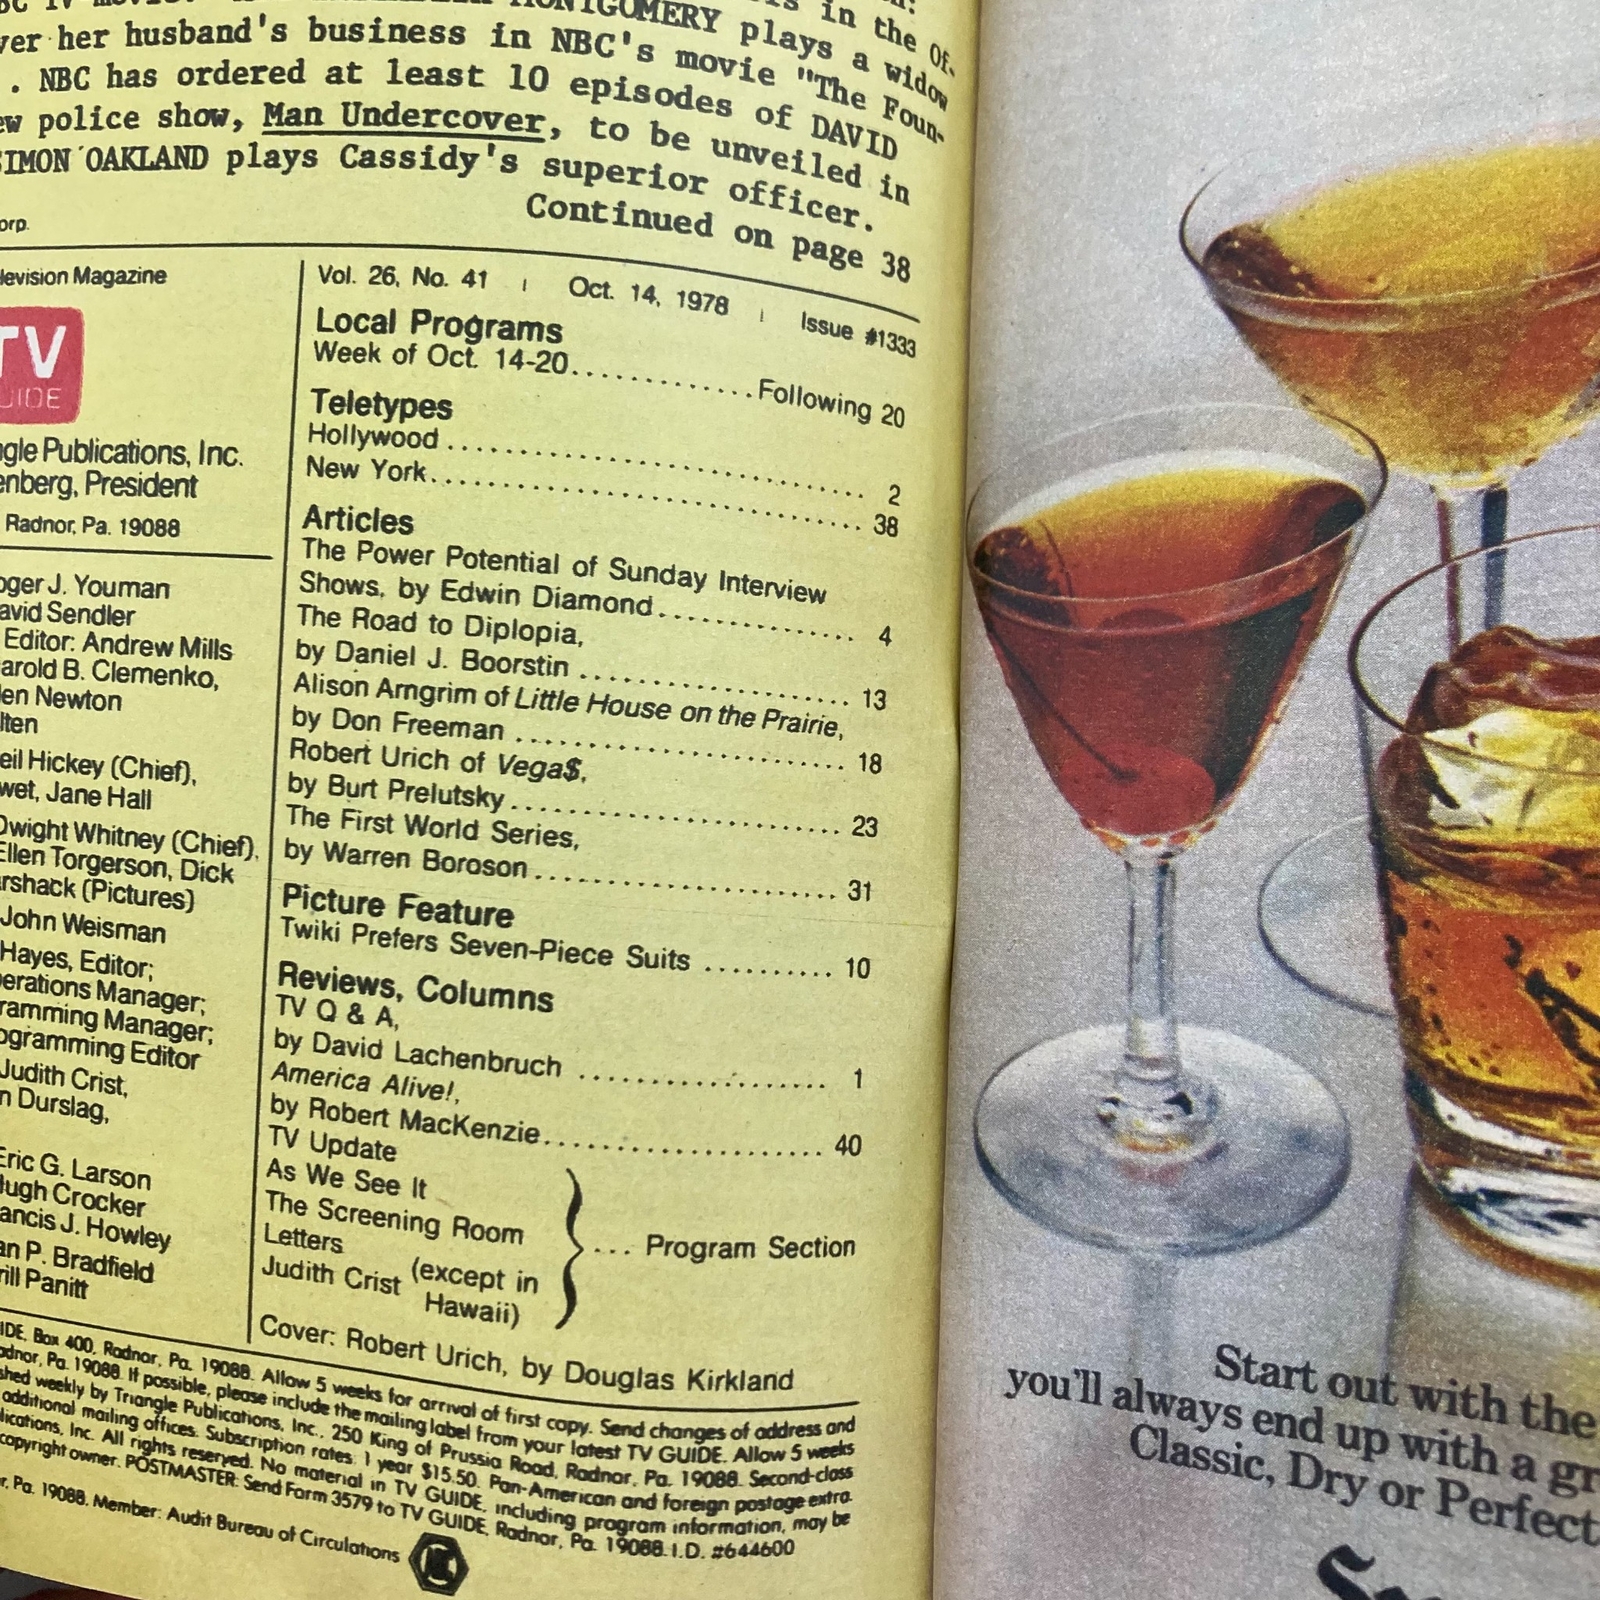 BC TV movie.
in the Of-
MONTGOMERY plays a widow
ver her husband's business in NBC's movie "The Foun-
. NBC has ordered at least 10 episodes of DAVID
ew police show, Man Undercover, to be unveiled in
SIMON OAKLAND plays Cassidy's superior officer.
Continued on page 38
orp.
levision Magazine
TV
UIDE
ngle Publications, Inc.
enberg, President
Radnor, Pa. 19088
oger J. Youman
avid Sendler
Editor: Andrew Mills
arold B. Clemenko,
len Newton
lten
eil Hickey (Chief),
wet, Jane Hall
Dwight Whitney (Chief),
Ellen Torgerson, Dick
rshack (Pictures)
John Weisman
Hayes, Editor;
erations Manager;
ramming Manager;
ogramming Editor
Judith Crist,
n Durslag,
Eric G. Larson
Hugh Crocker
ancis J. Howley
an P. Bradfield
rill Panitt
Vol. 26, No. 41 | Oct. 14, 1978 | Issue #1333
Local Programs
Week of Oct. 14-20.............Following 20
Teletypes
Hollywood ............................ 2
New York............................. 38
Articles
The Power Potential of Sunday Interview
Shows, by Edwin Diamond............... 4
The Road to Diplopia,
by Daniel J. Boorstin .................... 13
Alison Arngrim of Little House on the Prairie,
by Don Freeman ....................... 18
Robert Urich of Vega$,
by Burt Prelutsky....................... 23
The First World Series,
by Warren Boroson..................... 31
Picture Feature
Twiki Prefers Seven-Piece Suits .......... 10
Reviews, Columns
TV Q & A,
by David Lachenbruch ................. 1
America Alive!,
by Robert MacKenzie................... 40
TV Update
As We See It
The Screening Room
Letters
Judith Crist (except in
Hawaii)
... Program Section
Cover: Robert Urich, by Douglas Kirkland
IDE, Box 400, Radnor, Pa. 19088. Allow 5 weeks for arrival of first copy. Send changes of address and
adnor, Pa. 19088. If possible, please include the mailing label from your latest TV GUIDE. Allow 5 weeks
shed weekly by Triangle Publications, Inc., 250 King of Prussia Road, Radnor, Pa. 19088. Second-class
additional mailing offices. Subscription rates: 1 year $15.50. Pan-American and foreign postage extra.
lications, Inc. All rights reserved. No material in TV GUIDE, including program information, may be
copyright owner. POSTMASTER: Send Form 3579 to TV GUIDE, Radnor, Pa. 19088. I.D. #644600
r, Pa. 19088. Member: Audit Bureau of Circulations
Start out with the
you'll always end up with a gr
Classic, Dry or Perfect